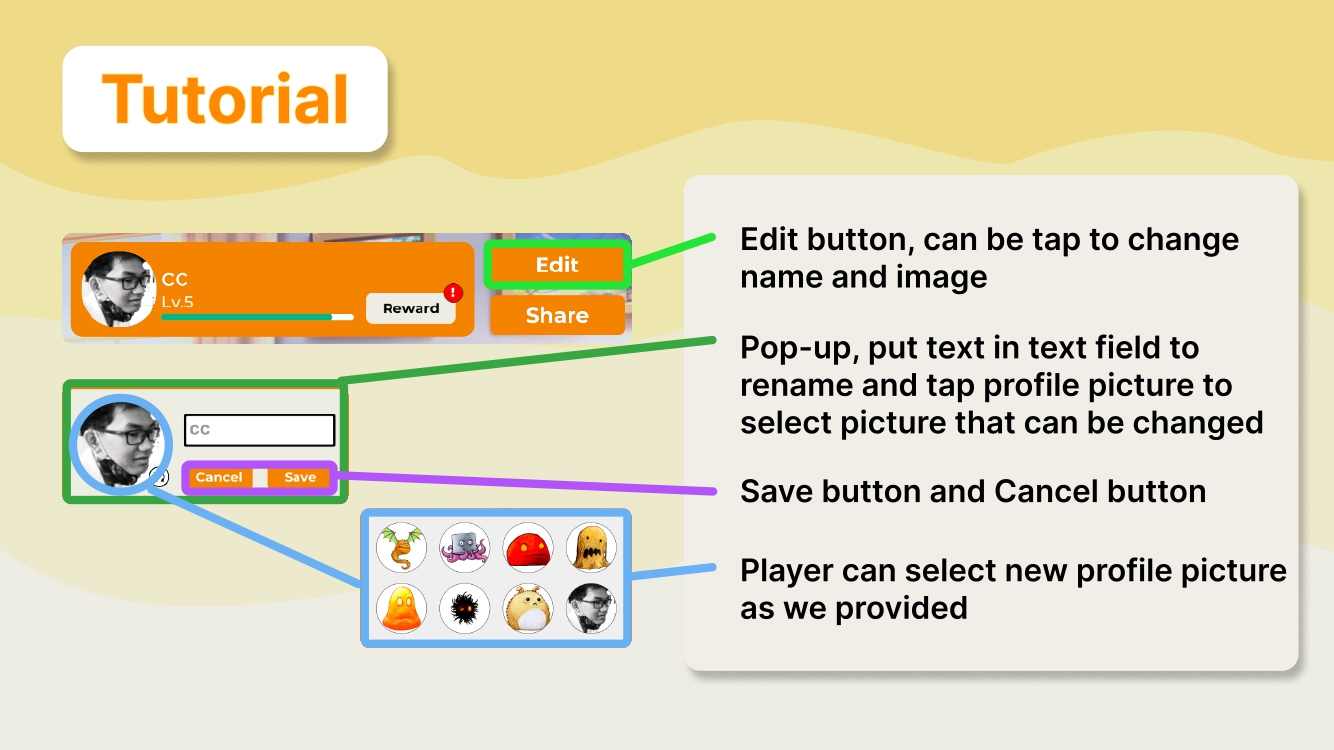 Tutorial
CC
Lv.5
Reward
!
Edit
Share
CC
Cancel
Save
Edit button, can be tap to change
name and image
Pop-up, put text in text field to
rename and tap profile picture to
select picture that can be changed
Save button and Cancel button
Player can select new profile picture
as we provided